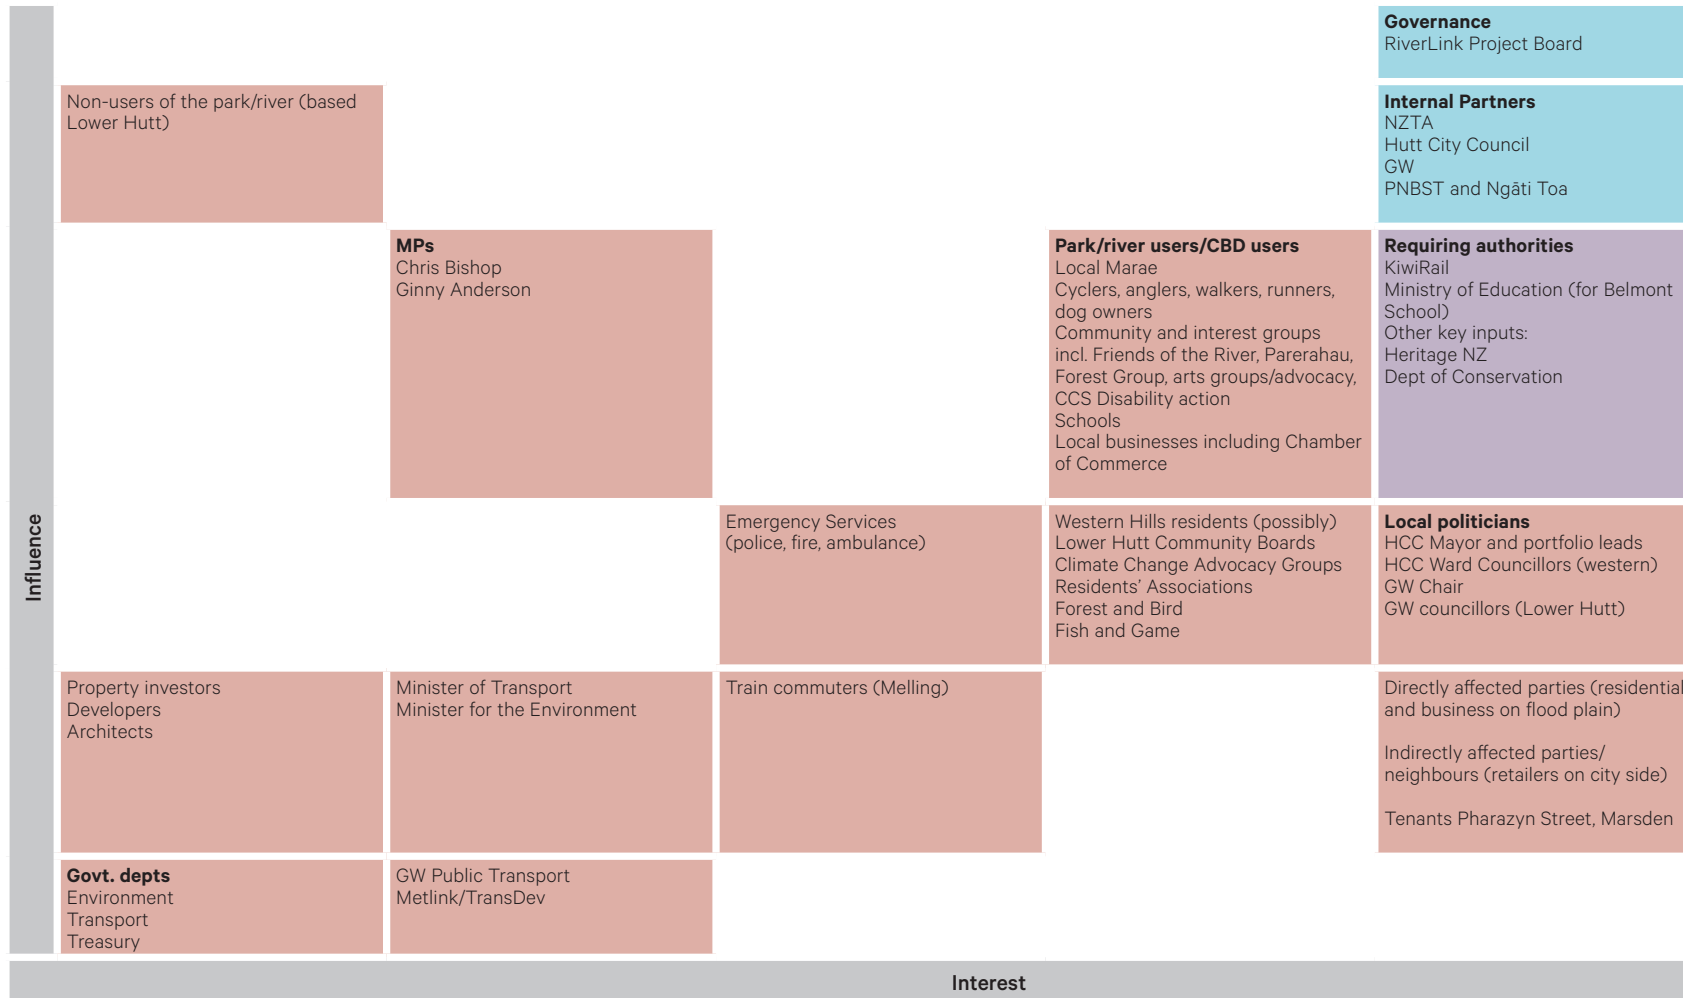 Governance
RiverLink Project Board
Non-users of the park/river (based
Lower Hutt)
Internal Partners
NZTA
Hutt City Council
GW
PNBST and Ngāti Toa
MPs
Chris Bishop
Ginny Anderson
Park/river users/CBD users
Local Marae
Cyclers, anglers, walkers, runners,
dog owners
Community and interest groups
incl. Friends of the River, Parerahau,
Forest Group, arts groups/advocacy,
CCS Disability action
Schools
Local businesses including Chamber
of Commerce
Requiring authorities
KiwiRail
Ministry of Education (for Belmont
School)
Other key inputs:
Heritage NZ
Dept of Conservation
Influence
Emergency Services
(police, fire, ambulance)
Western Hills residents (possibly)
Lower Hutt Community Boards
Climate Change Advocacy Groups
Residents’ Associations
Forest and Bird
Fish and Game
Local politicians
HCC Mayor and portfolio leads
HCC Ward Councillors (western)
GW Chair
GW councillors (Lower Hutt)
Property investors
Developers
Architects
Minister of Transport
Minister for the Environment
Train commuters (Melling)
Directly affected parties (residential
and business on flood plain)
Indirectly affected parties/
neighbours (retailers on city side)
Tenants Pharazyn Street, Marsden
Govt. depts
Environment
Transport
Treasury
GW Public Transport
Metlink/TransDev
Interest